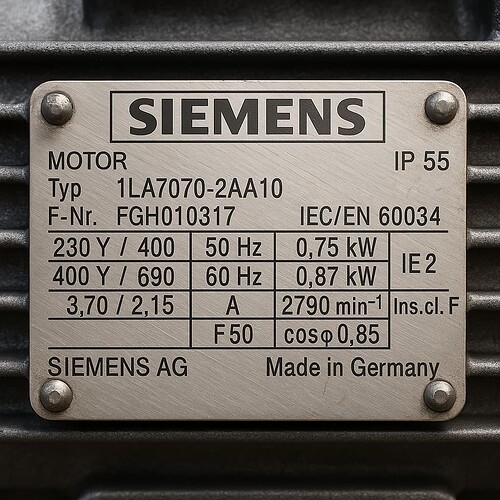 SIEMENS
MOTOR IP 55
Typ 1LA7070-2AA10
F-Nr. FGH010317 IEC/EN 60034
230 Y / 400 50 Hz 0,75 kW IE2
400 Y / 690 60 Hz 0,87 kW
3,70 / 2,15 A 2790 min⁻¹ Ins.cl. F
F50 cosφ 0,85
SIEMENS AG Made in Germany